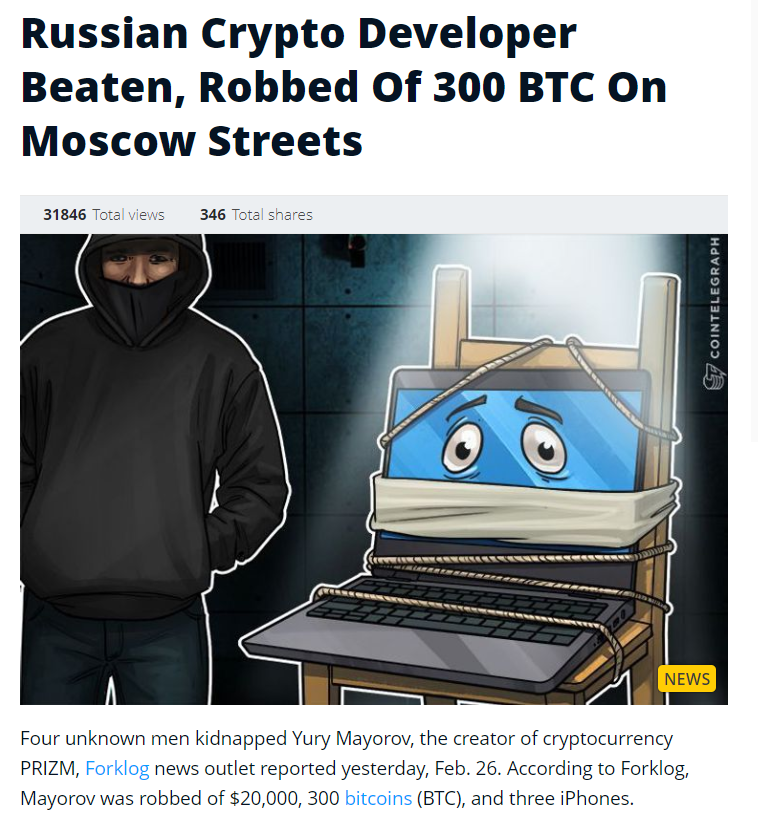 Russian Crypto Developer
Beaten, Robbed Of 300 BTC On
Moscow Streets
31846 Total views 346 Total shares
COINTELEGRAPH
NEWS
Four unknown men kidnapped Yury Mayorov, the creator of cryptocurrency
PRIZM, Forklog news outlet reported yesterday, Feb. 26. According to Forklog,
Mayorov was robbed of $20,000, 300 bitcoins (BTC), and three iPhones.